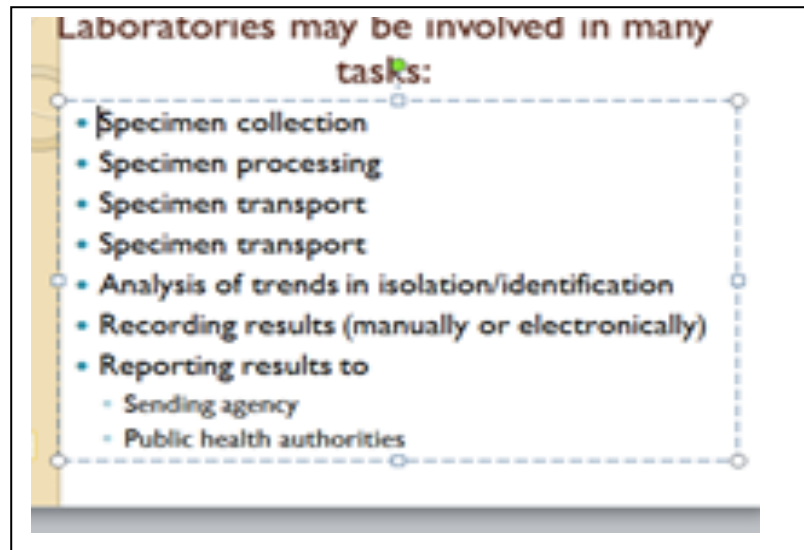 Laboratories may be involved in many
tasks:
Specimen collection
Specimen processing
Specimen transport
Specimen transport
Analysis of trends in isolation/identification
Recording results (manually or electronically)
Reporting results to
Sending agency
Public health authorities